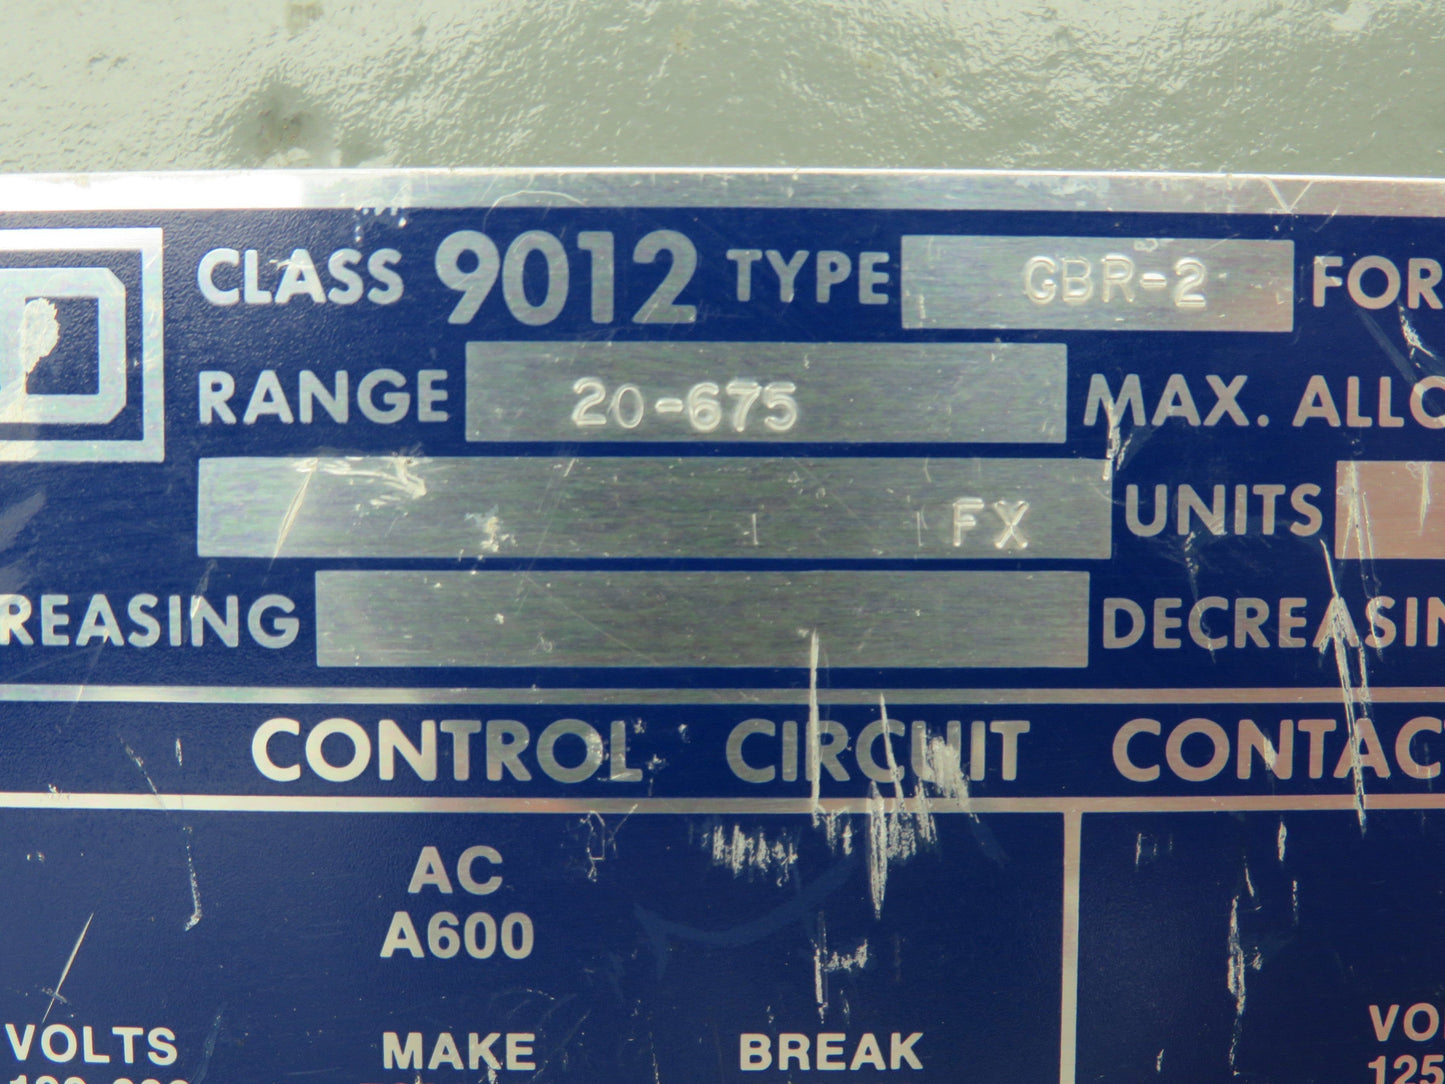 D CLASS 9012 TYPE GBR-2 FOR
RANGE 20-675 MAX. ALLO
FX UNITS
REASING DECREASIN
CONTROL CIRCUIT CONTAC
AC
A600
VOLTS MAKE BREAK VO
125